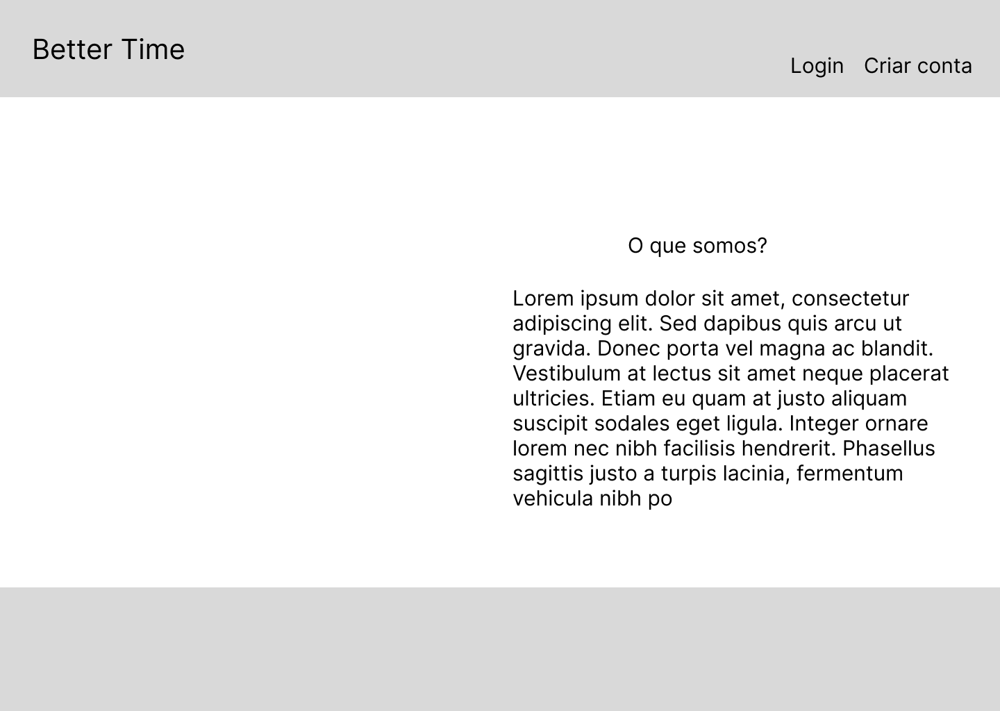 Better Time
Login Criar conta
O que somos?
Lorem ipsum dolor sit amet, consectetur
adipiscing elit. Sed dapibus quis arcu ut
gravida. Donec porta vel magna ac blandit.
Vestibulum at lectus sit amet neque placerat
ultricies. Etiam eu quam at justo aliquam
suscipit sodales eget ligula. Integer ornare
lorem nec nibh facilisis hendrerit. Phasellus
sagittis justo a turpis lacinia, fermentum
vehicula nibh po